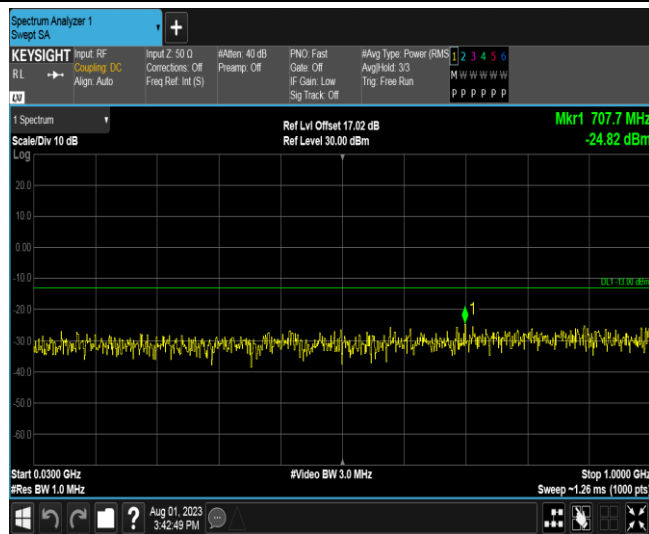 Spectrum Analyzer 1
Swept SA
+
KEYSIGHT Input: RF Input Z: 50 Ω #Atten: 40 dB PNO: Fast #Avg Type: Power (RMS 1 2 3 4 5 6
RL Coupling: DC Corrections: Off Preamp: Off Gate: Off Avg|Hold: 3/3 M W W W W W
Align: Auto Freq Ref: Int (S) IF Gain: Low Trig: Free Run
Sig Track: Off P P P P P P
LXI
1 Spectrum Ref Lvl Offset 17.02 dB Mkr1 707.7 MHz
Scale/Div 10 dB Ref Level 30.00 dBm -24.82 dBm
Log
20.0
10.0
0.00
-10.0 DL1 -13.00 dBm
-20.0 1
-30.0
-40.0
-50.0
-60.0
Start 0.0300 GHz #Video BW 3.0 MHz Stop 1.0000 GHz
#Res BW 1.0 MHz Sweep ~1.26 ms (1000 pts)
? Aug 01, 2023
3:42:49 PM